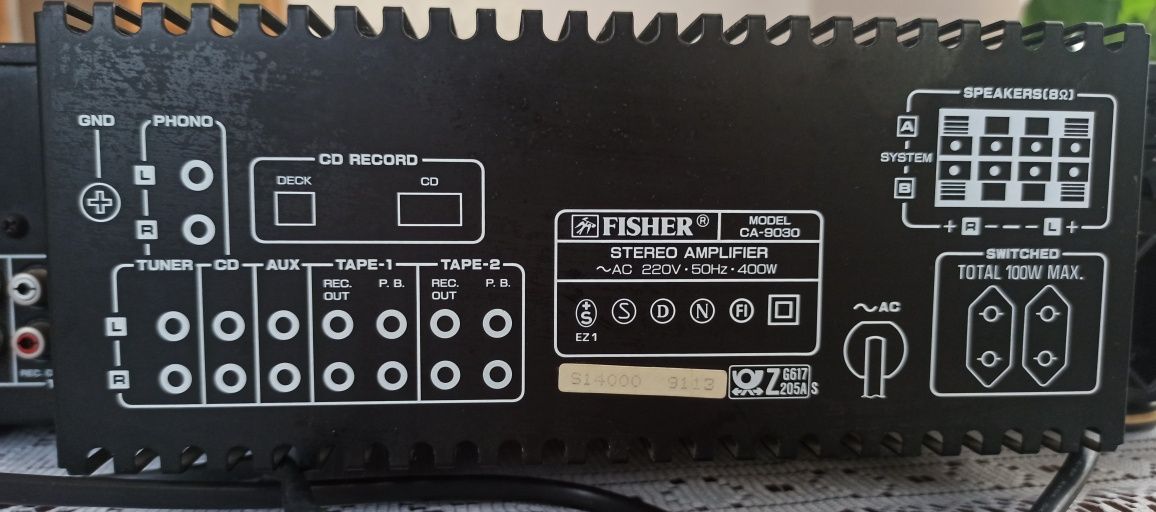 GND
PHONO
L
R
CD RECORD
DECK
CD
TUNER
CD
AUX
TAPE-1
TAPE-2
REC. OUT
P. B.
REC. OUT
P. B.
L
R
FISHER®
MODEL
CA-9030
STEREO AMPLIFIER
~AC 220V·50Hz·400W
+S
S
D
N
FI
EZ1
S14000 9113
Z G617
205A S
~AC
SPEAKERS(8Ω)
A
SYSTEM
B
+ R - - - L +
SWITCHED
TOTAL 100W MAX.